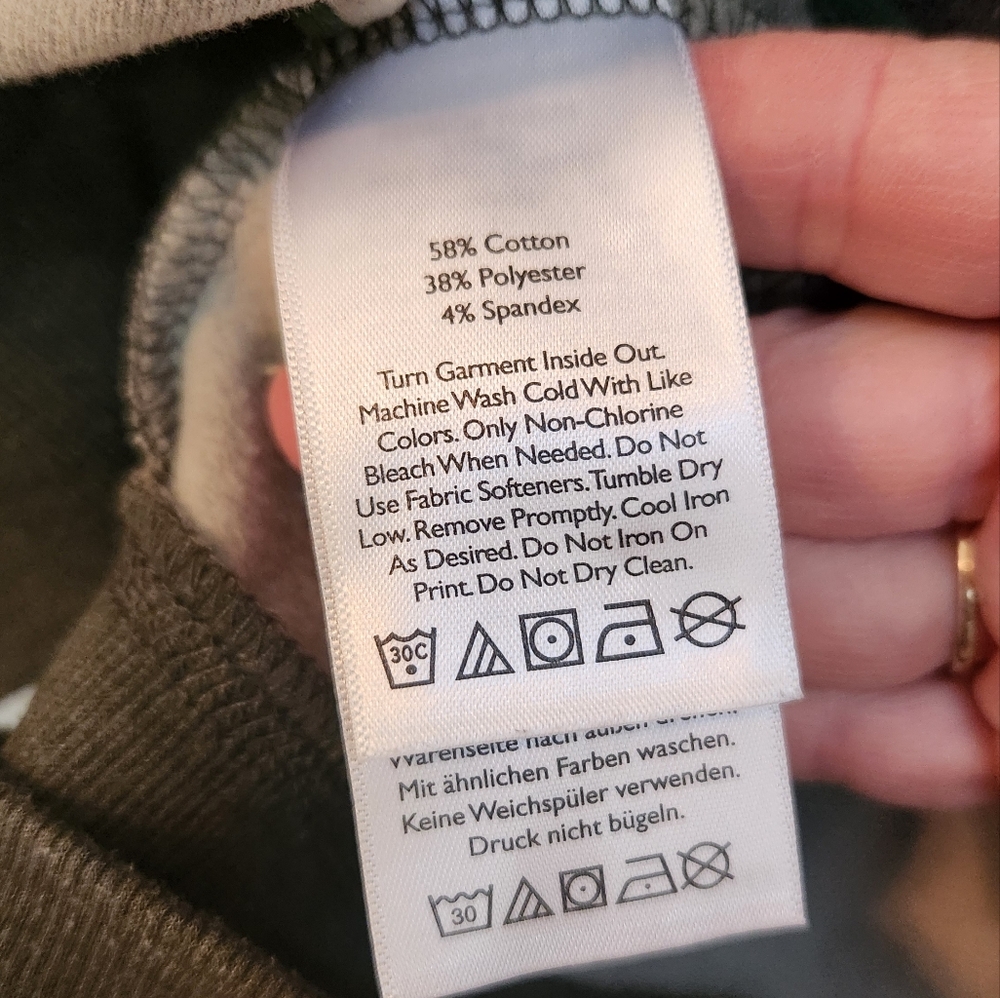 58% Cotton
38% Polyester
4% Spandex
Turn Garment Inside Out.
Machine Wash Cold With Like
Colors. Only Non-Chlorine
Bleach When Needed. Do Not
Use Fabric Softeners. Tumble Dry
Low. Remove Promptly. Cool Iron
As Desired. Do Not Iron On
Print. Do Not Dry Clean.
30C
Warenseite nach außen
Mit ähnlichen Farben waschen.
Keine Weichspüler verwenden.
Druck nicht bügeln.
30